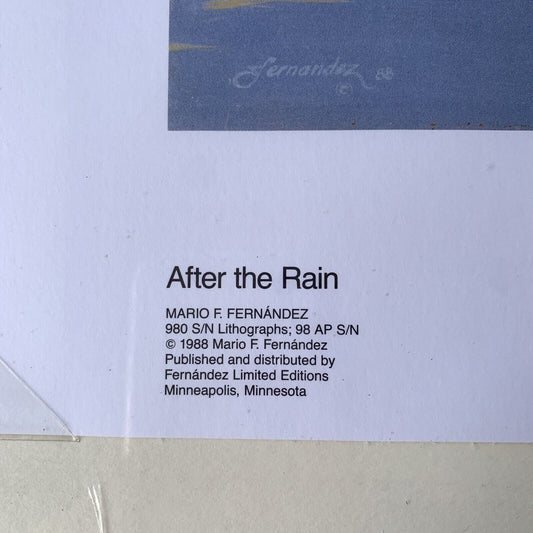 Fernandez 88
©
After the Rain
MARIO F. FERNÁNDEZ
980 S/N Lithographs; 98 AP S/N
© 1988 Mario F. Fernández
Published and distributed by
Fernández Limited Editions
Minneapolis, Minnesota